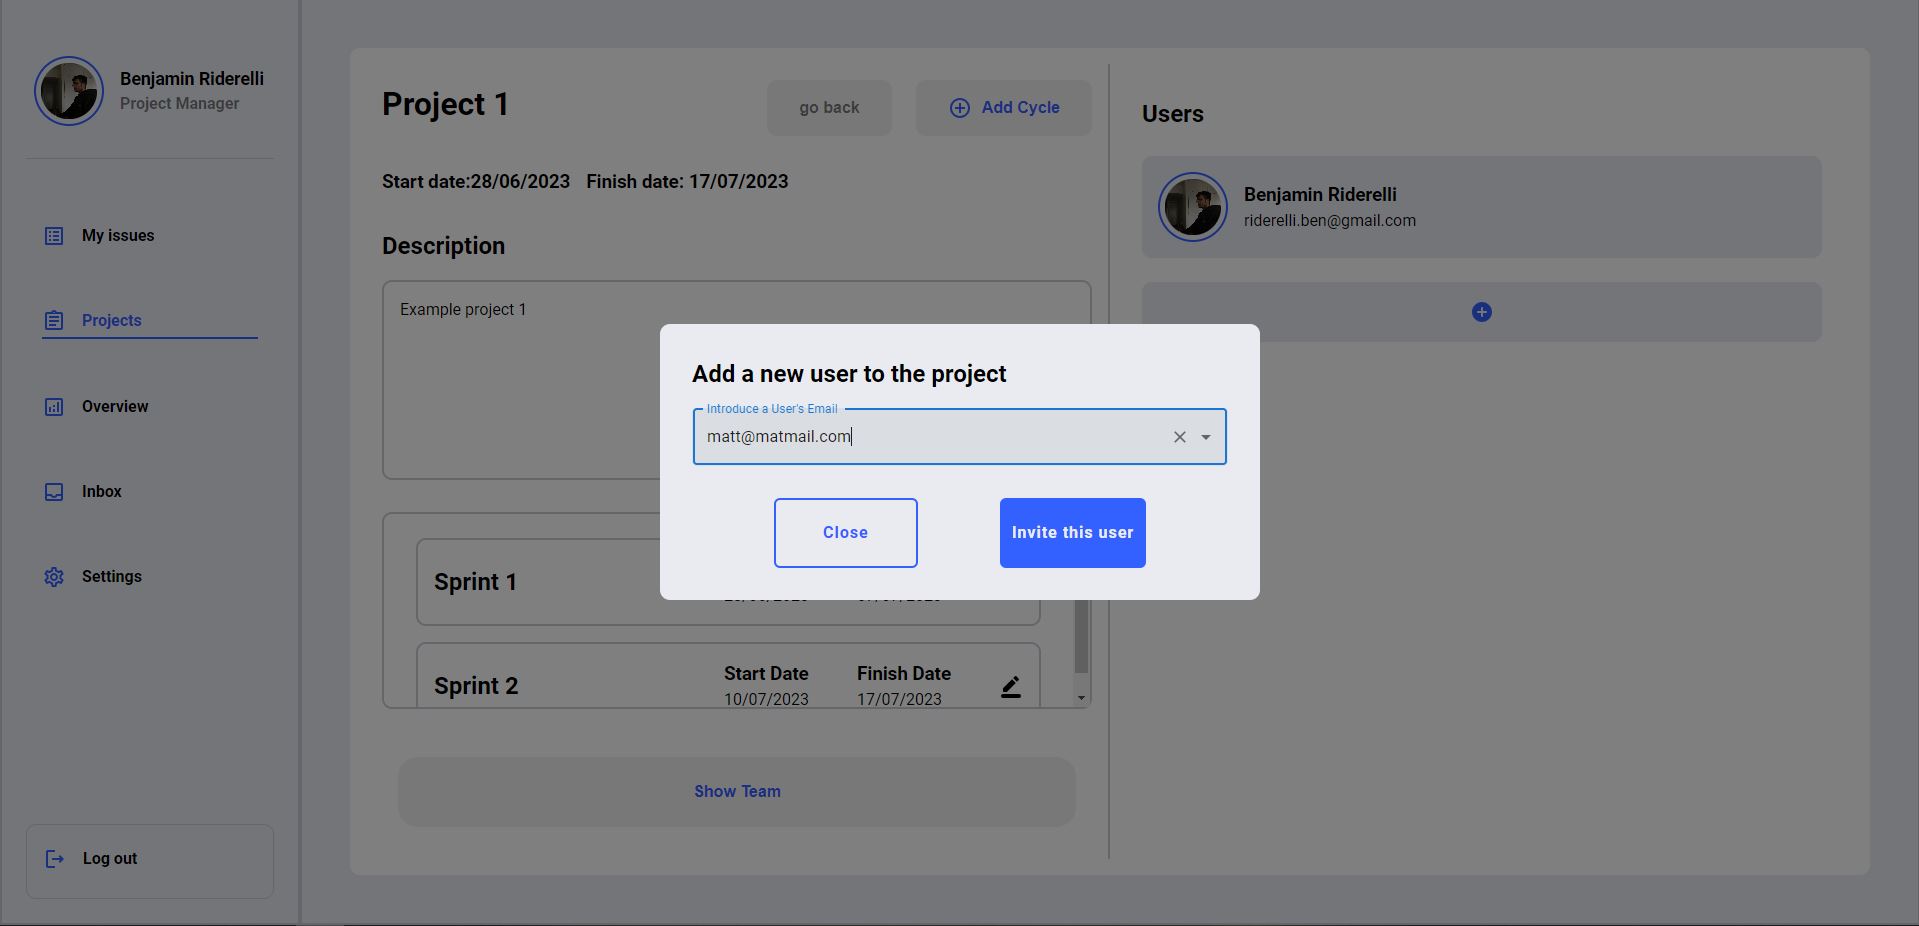 Benjamin Riderelli
Project Manager
My issues
Projects
Overview
Inbox
Settings
Log out
Project 1
go back
Add Cycle
Start date:28/06/2023 Finish date: 17/07/2023
Description
Example project 1
Sprint 1
Sprint 2
Start Date
10/07/2023
Finish Date
17/07/2023
Show Team
Users
Benjamin Riderelli
riderelli.ben@gmail.com
Add a new user to the project
Introduce a User's Email
matt@matmail.com
Close
Invite this user